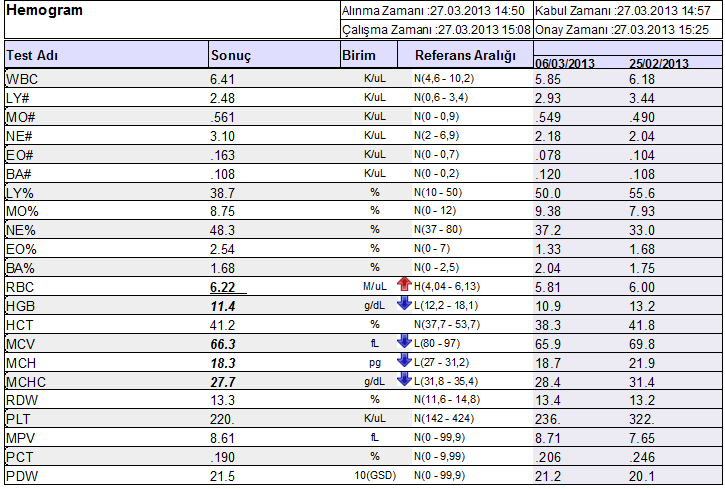 Hemogram Alınma Zamanı :27.03.2013 14:50 Kabul Zamanı :27.03.2013 14:57
Çalışma Zamanı :27.03.2013 15:08 Onay Zamanı :27.03.2013 15:25
Test Adı Sonuç Birim Referans Aralığı 06/03/2013 25/02/2013
WBC 6.41 K/uL N(4,6 - 10,2) 5.85 6.18
LY# 2.48 K/uL N(0,6 - 3,4) 2.93 3.44
MO# .561 K/uL N(0 - 0,9) .549 .490
NE# 3.10 K/uL N(2 - 6,9) 2.18 2.04
EO# .163 K/uL N(0 - 0,7) .078 .104
BA# .108 K/uL N(0 - 0,2) .120 .108
LY% 38.7 % N(10 - 50) 50.0 55.6
MO% 8.75 % N(0 - 12) 9.38 7.93
NE% 48.3 % N(37 - 80) 37.2 33.0
EO% 2.54 % N(0 - 7) 1.33 1.68
BA% 1.68 % N(0 - 2,5) 2.04 1.75
RBC 6.22 M/uL H(4,04 - 6,13) 5.81 6.00
HGB 11.4 g/dL L(12,2 - 18,1) 10.9 13.2
HCT 41.2 % N(37,7 - 53,7) 38.3 41.8
MCV 66.3 fL L(80 - 97) 65.9 69.8
MCH 18.3 pg L(27 - 31,2) 18.7 21.9
MCHC 27.7 g/dL L(31,8 - 35,4) 28.4 31.4
RDW 13.3 % N(11,6 - 14,8) 13.4 13.2
PLT 220. K/uL N(142 - 424) 236. 322.
MPV 8.61 fL N(0 - 99,9) 8.71 7.65
PCT .190 % N(0 - 9,99) .206 .246
PDW 21.5 10(GSD) N(0 - 99,9) 21.2 20.1